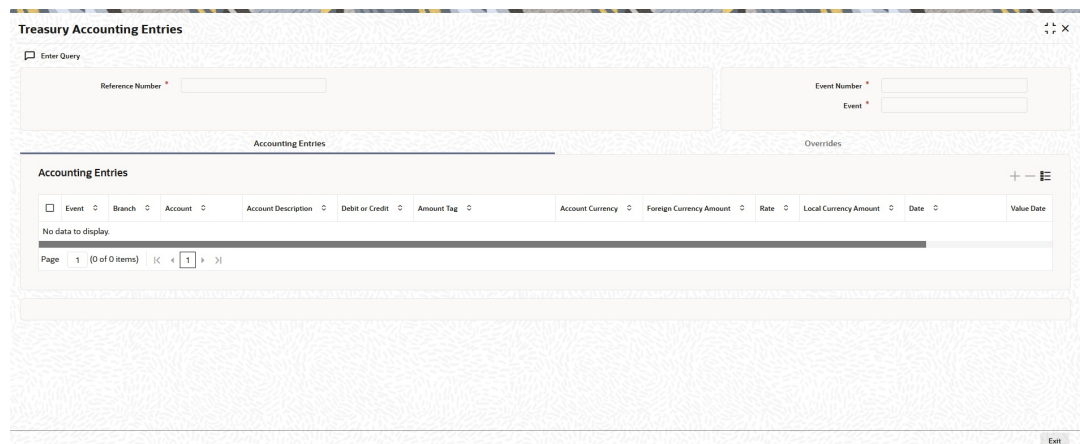 Treasury Accounting Entries
Enter Query
Reference Number *
Event Number *
Event *
Accounting Entries Overrides
Accounting Entries
Event Branch Account Account Description Debit or Credit Amount Tag Account Currency Foreign Currency Amount Rate Local Currency Amount Date Value Date
No data to display.
Page 1 (0 of 0 items) 1
Exit